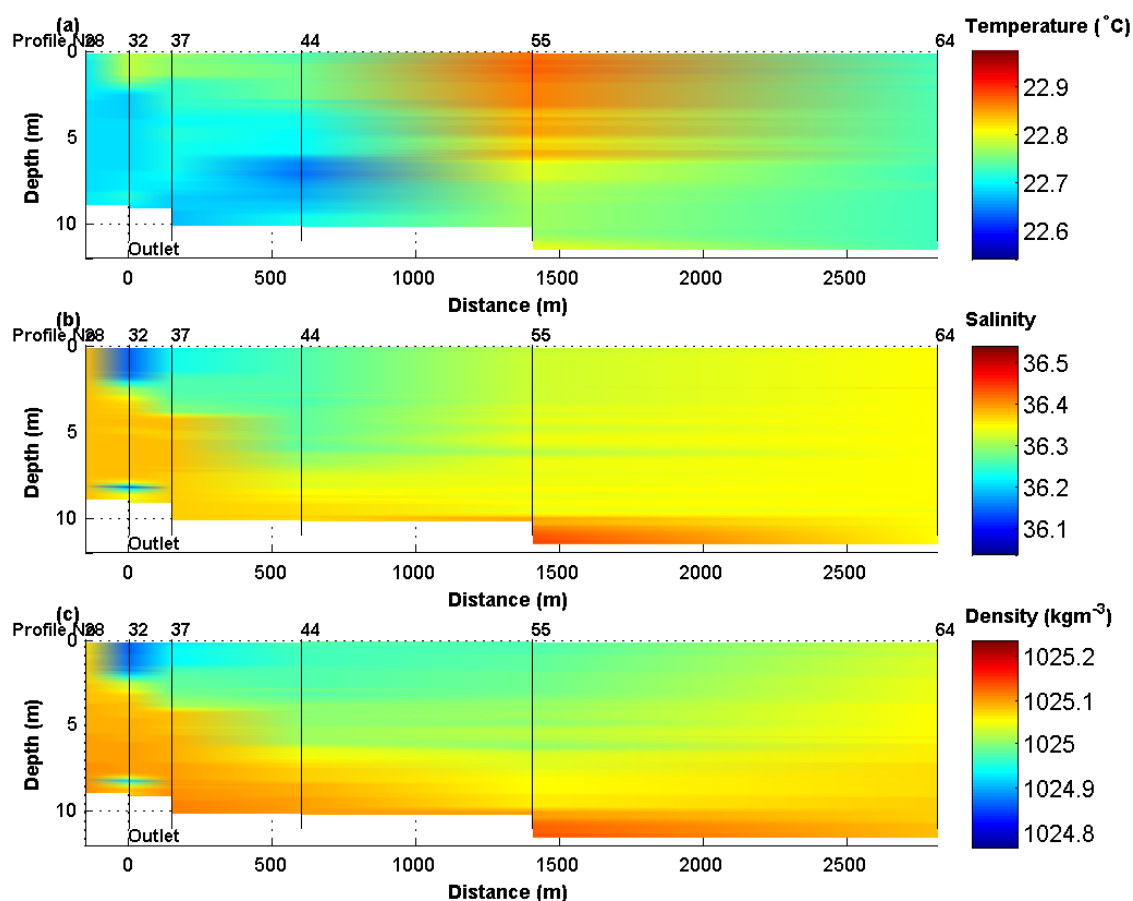 (a)
Profile No 28 32 37 44 55 64
Temperature (°C)
0
5
10
Depth (m)
Outlet
0 500 1000 1500 2000 2500
Distance (m)
22.9
22.8
22.7
22.6
(b)
Profile No 28 32 37 44 55 64
Salinity
0
5
10
Depth (m)
Outlet
0 500 1000 1500 2000 2500
Distance (m)
36.5
36.4
36.3
36.2
36.1
(c)
Profile No 28 32 37 44 55 64
Density (kgm⁻³)
0
5
10
Depth (m)
Outlet
0 500 1000 1500 2000 2500
Distance (m)
1025.2
1025.1
1025
1024.9
1024.8